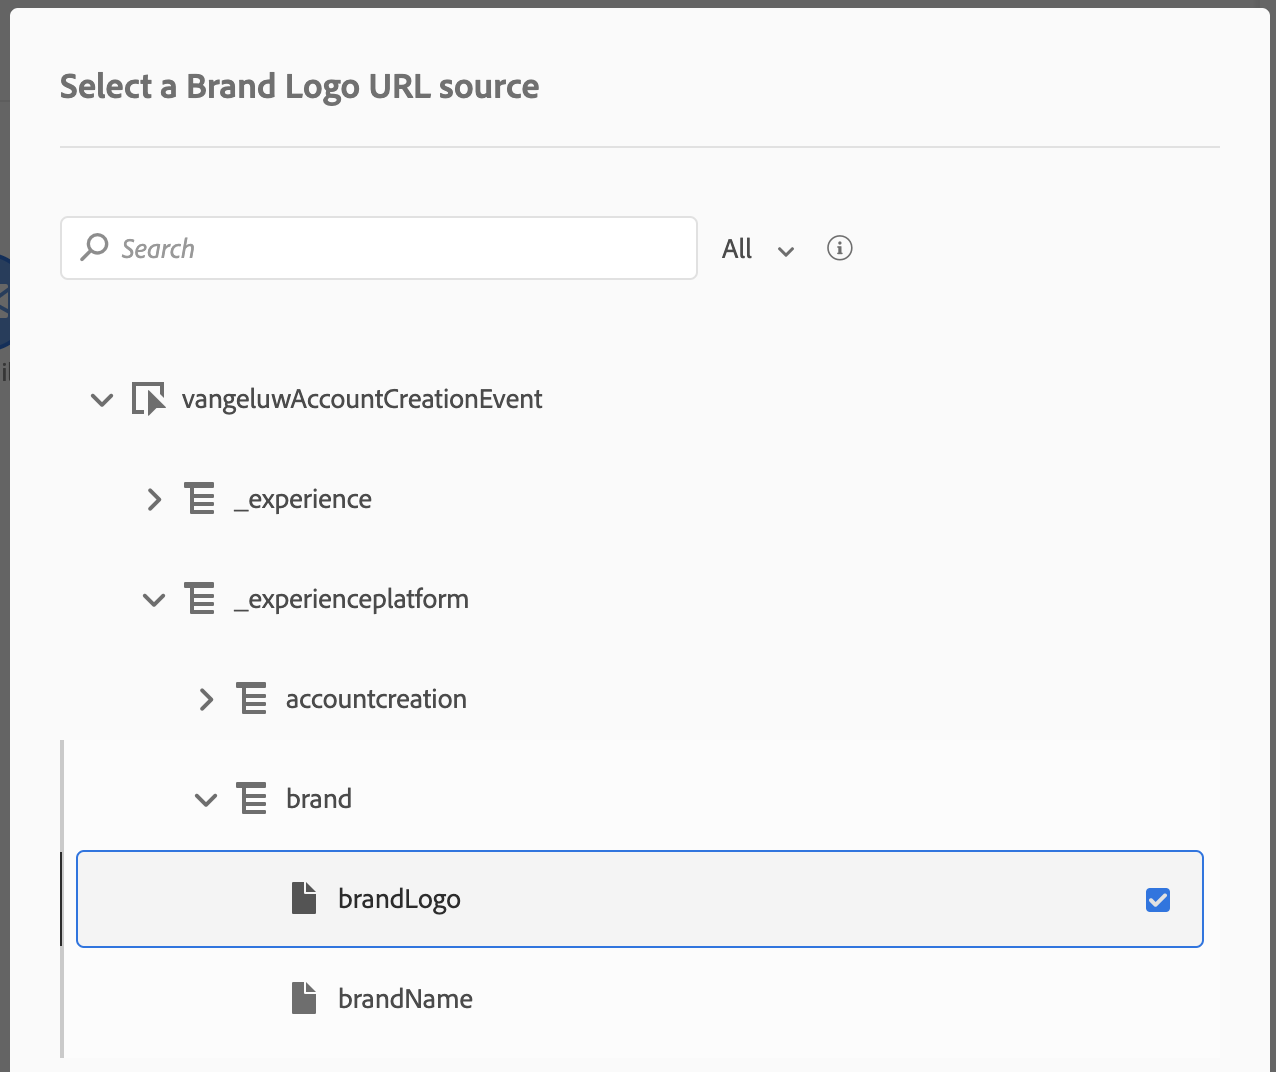 Select a Brand Logo URL source
Search
All
vangeluwAccountCreationEvent
_experience
_experienceplatform
accountcreation
brand
brandLogo
brandName